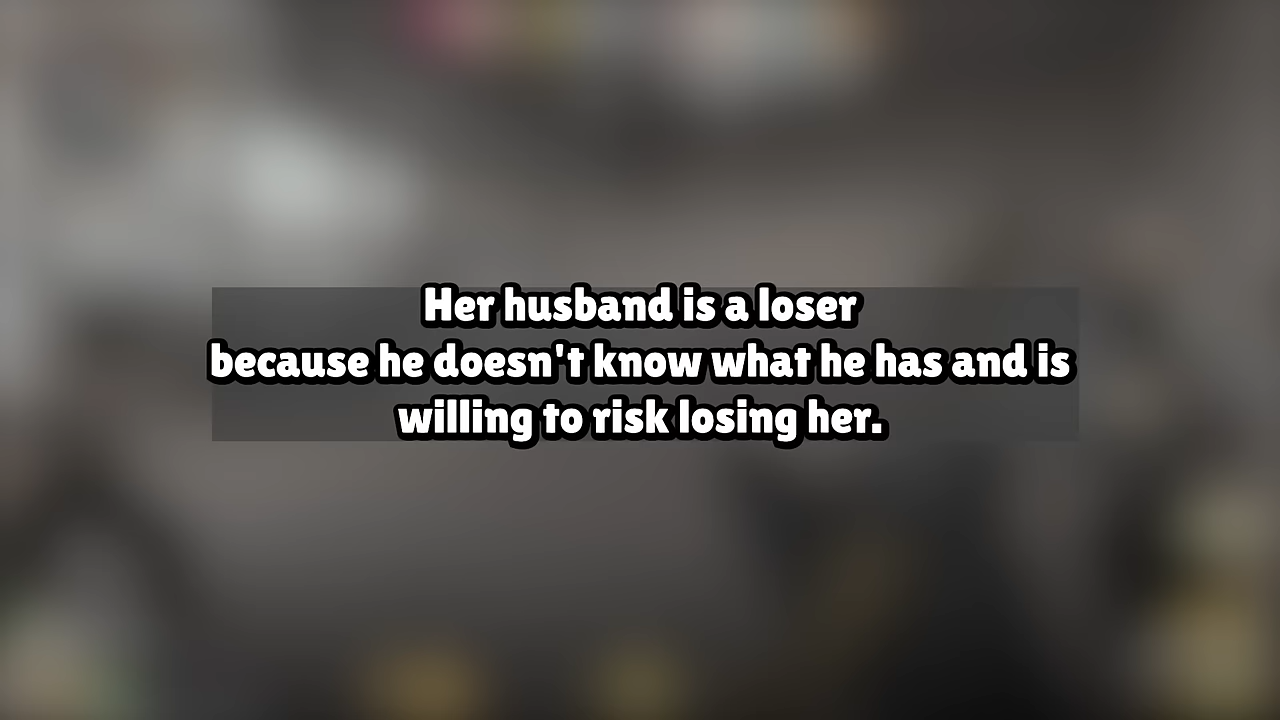 Her husband is a loser
because he doesn't know what he has and is
willing to risk losing her.